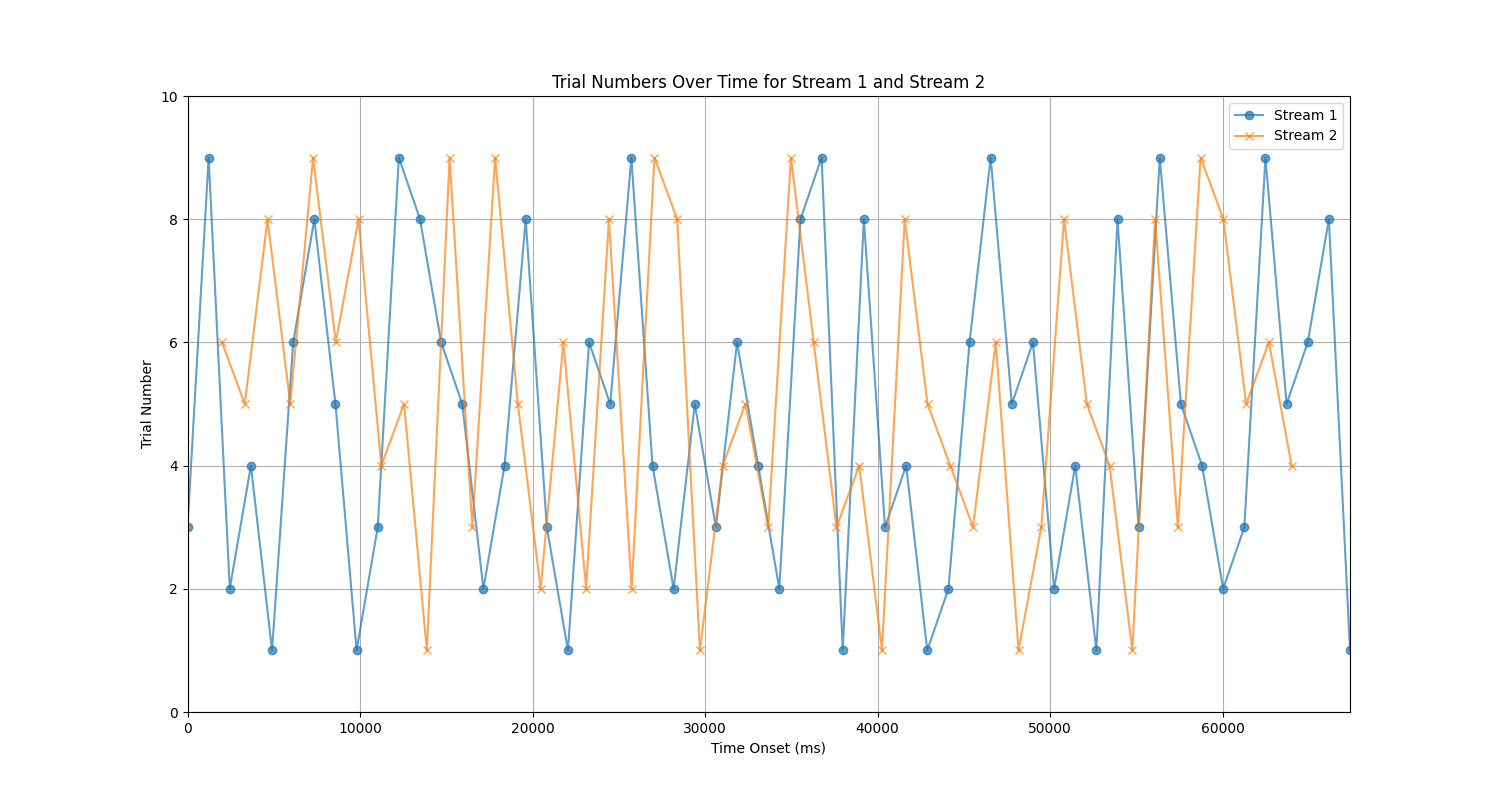 Trial Numbers Over Time for Stream 1 and Stream 2
10
8
6
4
2
0
Trial Number
Stream 1
Stream 2
0 10000 20000 30000 40000 50000 60000
Time Onset (ms)